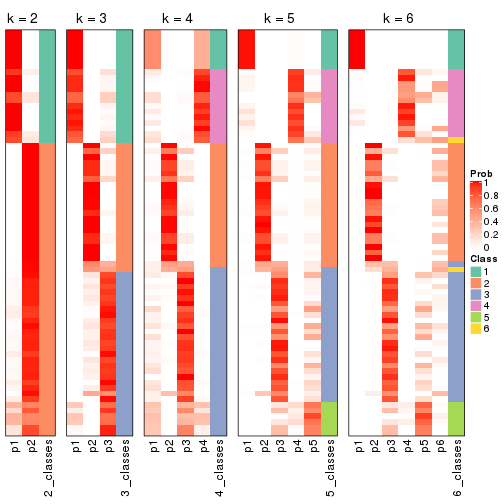 k = 2
k = 3
k = 4
k = 5
k = 6
p1
p2
2_classes
p1
p2
p3
3_classes
p1
p2
p3
p4
4_classes
p1
p2
p3
p4
p5
5_classes
p1
p2
p3
p4
p5
p6
6_classes
Prob
1
0.8
0.6
0.4
0.2
0
Class
1
2
3
4
5
6